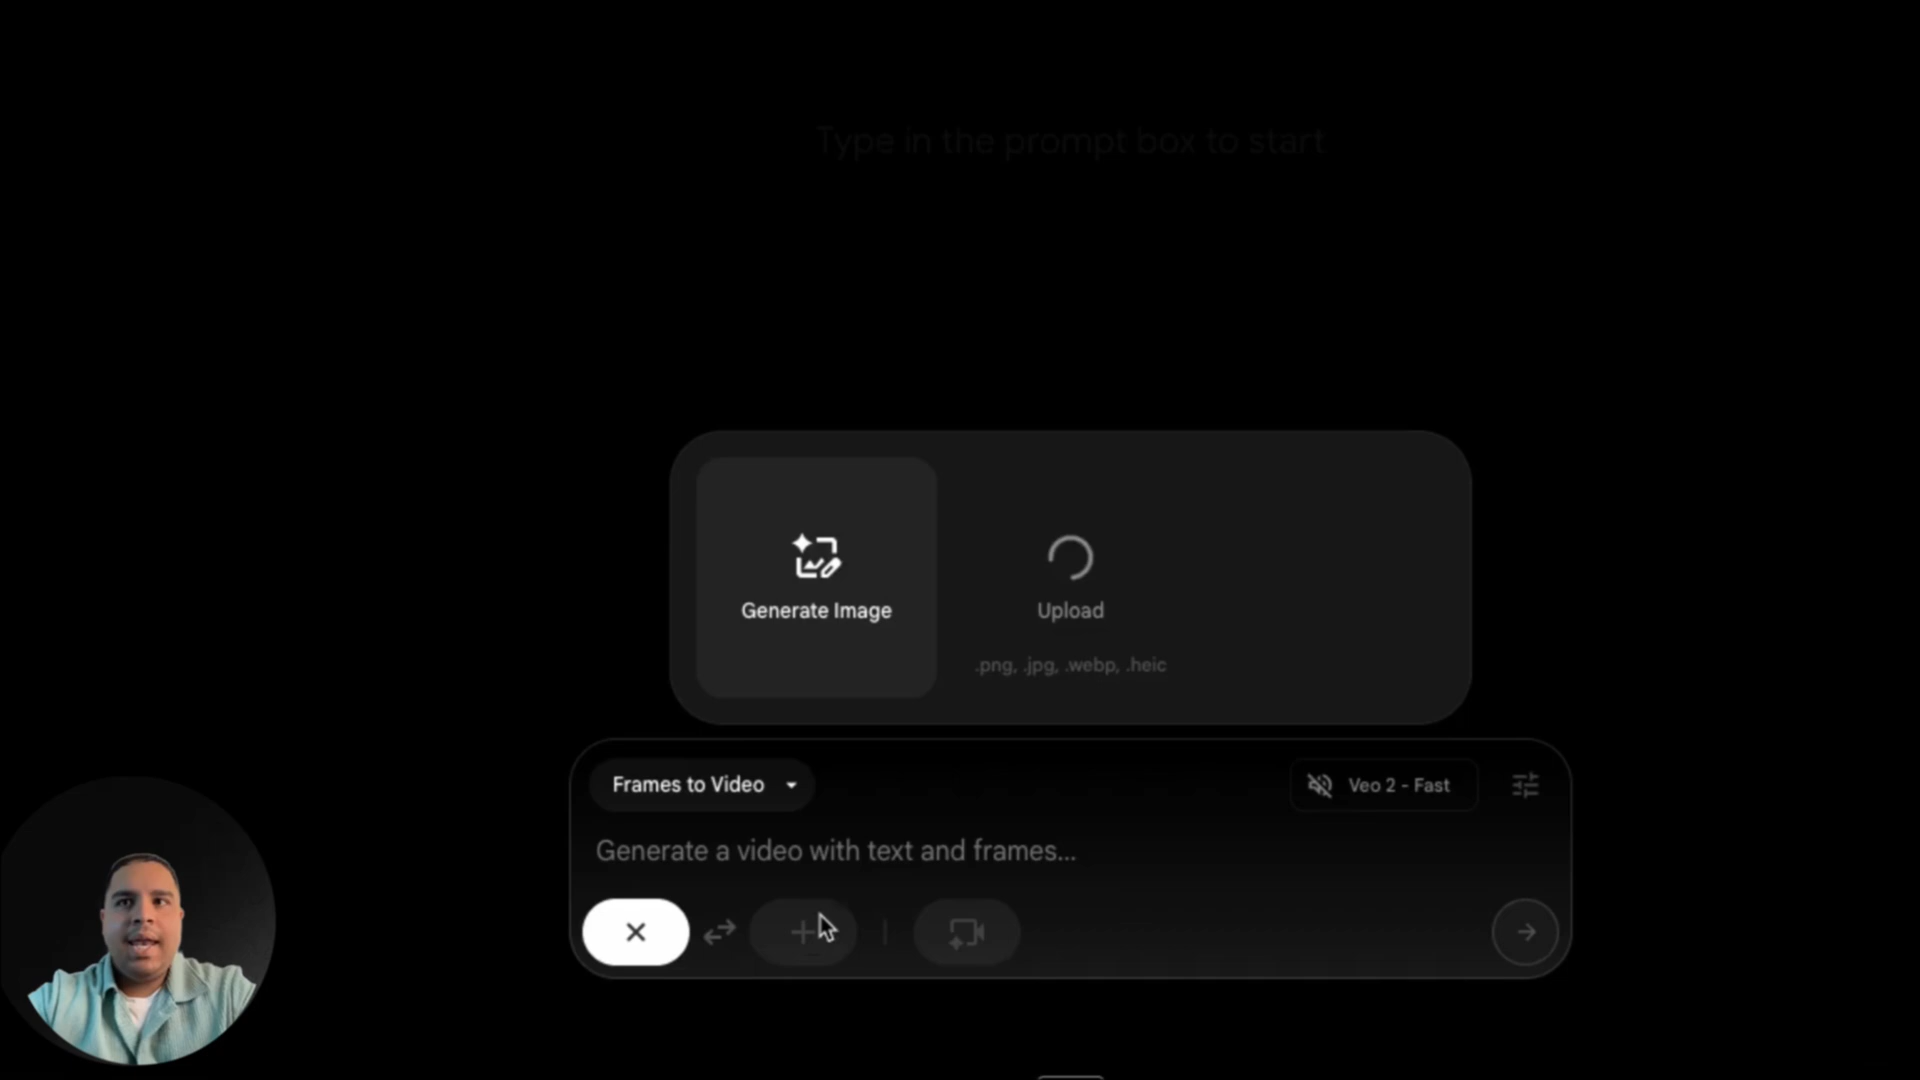 Type in the prompt box to start
Generate Image
Upload
.png, .jpg, .webp, .heic
Frames to Video
Veo 2 - Fast
Generate a video with text and frames...